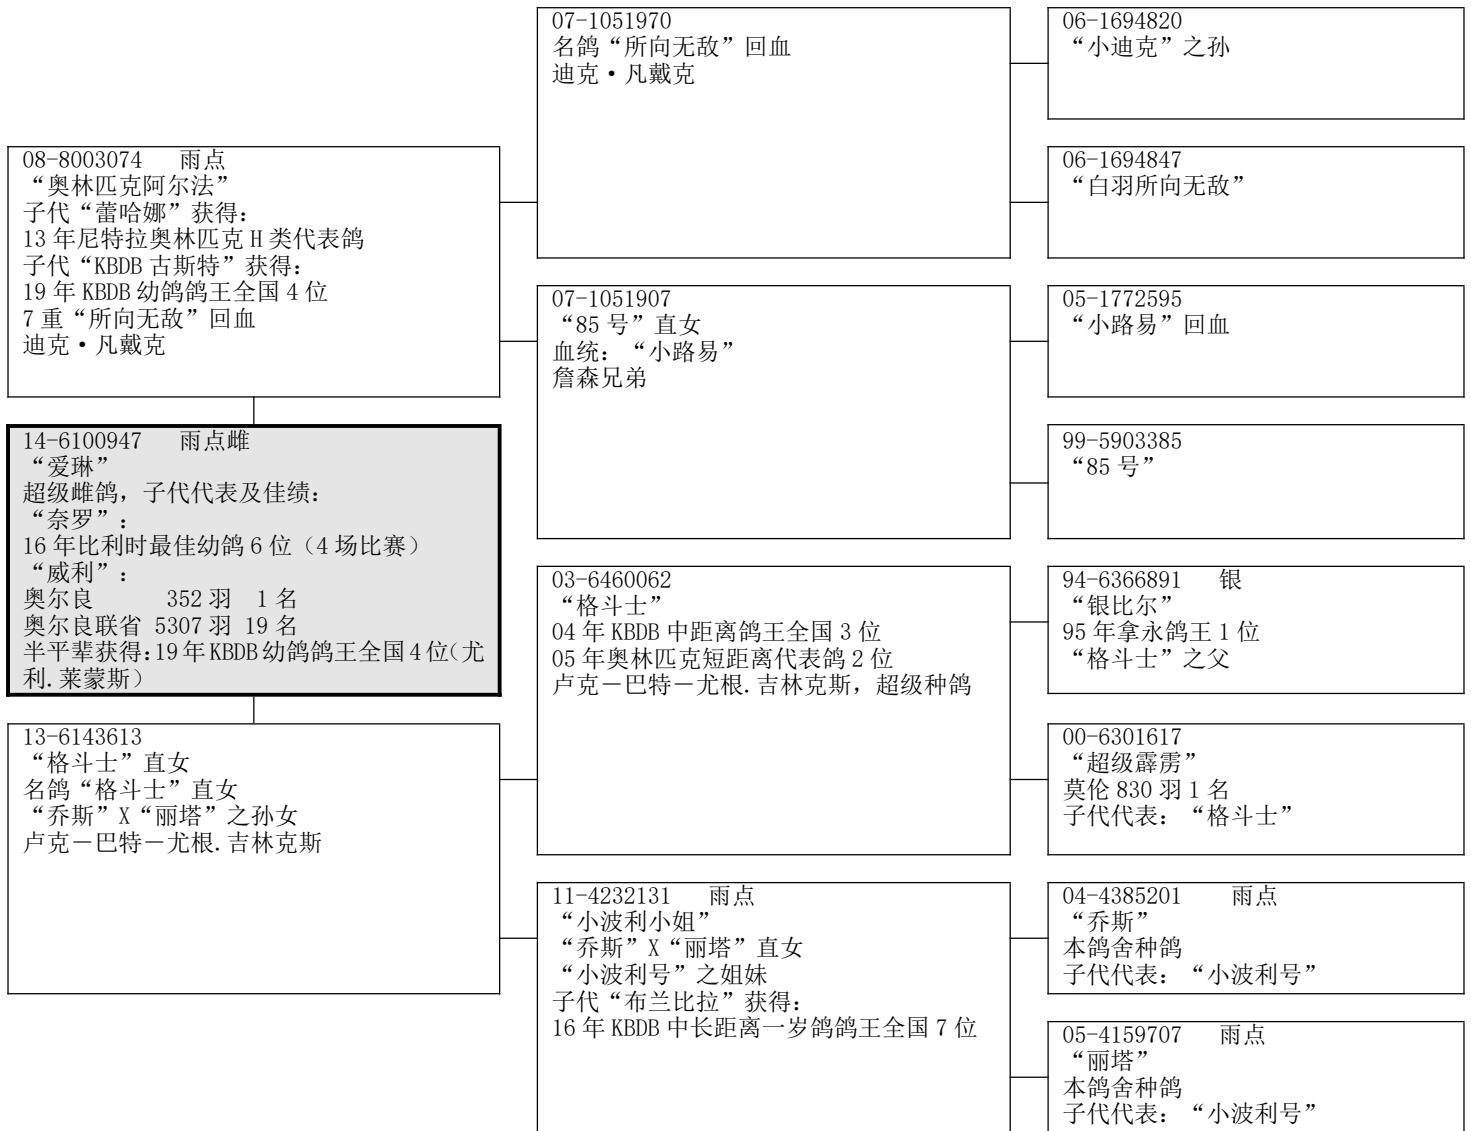 07-1051970
名鸽“所向无敌”回血
迪克·凡戴克
06-1694820
“小迪克”之孙
08-8003074 雨点
“奥林匹克阿尔法”
子代“蕾哈娜”获得：
13年尼特拉奥林匹克H类代表鸽
子代“KBDB古斯特”获得：
19年KBDB幼鸽鸽王全国4位
7重“所向无敌”回血
迪克·凡戴克
06-1694847
“白羽所向无敌”
07-1051907
“85号”直女
血统：“小路易”
詹森兄弟
05-1772595
“小路易”回血
14-6100947 雨点雌
“爱琳”
超级雌鸽，子代代表及佳绩：
“奈罗”：
16年比利时最佳幼鸽6位（4场比赛）
“威利”：
奥尔良 352羽 1名
奥尔良联省 5307羽 19名
半平辈获得:19年KBDB幼鸽鸽王全国4位(尤
利.莱蒙斯）
99-5903385
“85号”
03-6460062
“格斗士”
04年KBDB中距离鸽王全国3位
05年奥林匹克短距离代表鸽2位
卢克－巴特－尤根.吉林克斯，超级种鸽
94-6366891 银
“银比尔”
95年拿永鸽王1位
“格斗士”之父
13-6143613
“格斗士”直女
名鸽“格斗士”直女
“乔斯”X“丽塔”之孙女
卢克－巴特－尤根.吉林克斯
00-6301617
“超级霹雳”
莫伦830羽1名
子代代表：“格斗士”
11-4232131 雨点
“小波利小姐”
“乔斯”X“丽塔”直女
“小波利号”之姐妹
子代“布兰比拉”获得：
16年KBDB中长距离一岁鸽鸽王全国7位
04-4385201 雨点
“乔斯”
本鸽舍种鸽
子代代表：“小波利号”
05-4159707 雨点
“丽塔”
本鸽舍种鸽
子代代表：“小波利号”